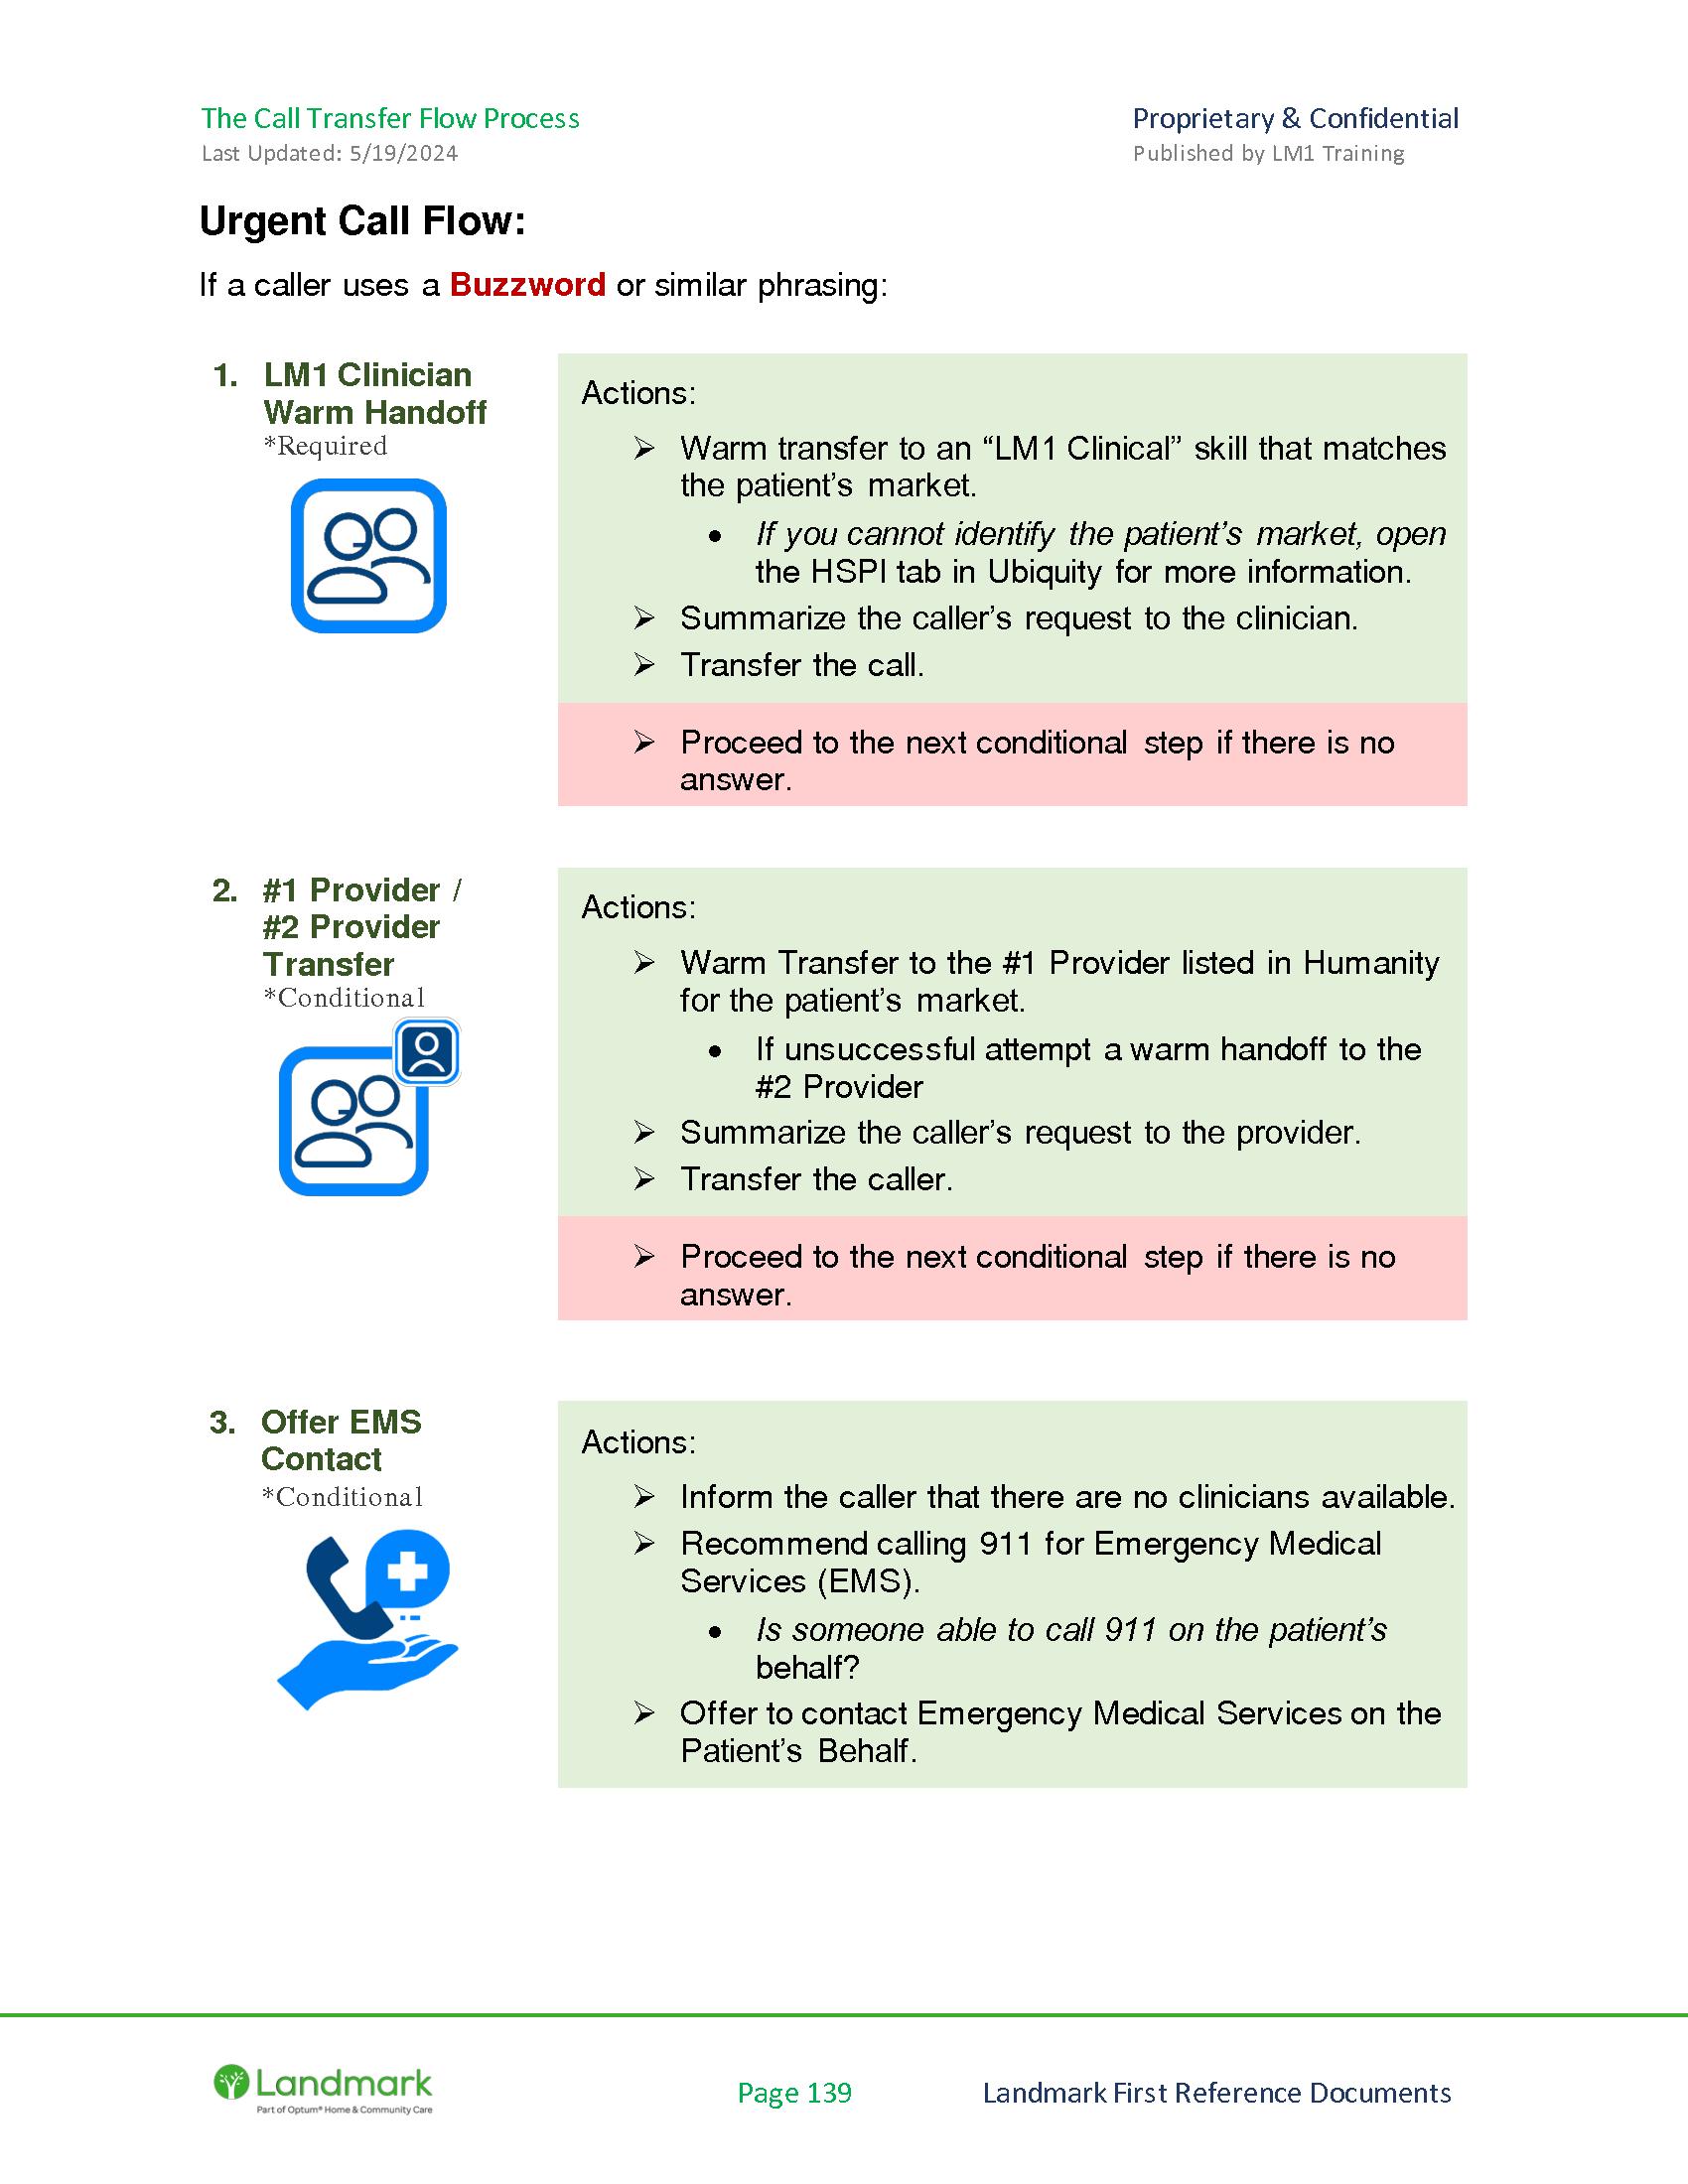 The Call Transfer Flow Process
Proprietary & Confidential
Last Updated: 5/19/2024
Published by LM1 Training
Urgent Call Flow:
If a caller uses a Buzzword or similar phrasing:
1. LM1 Clinician
Warm Handoff
*Required
Actions:
➢ Warm transfer to an “LM1 Clinical” skill that matches
the patient’s market.
• If you cannot identify the patient’s market, open
the HSPI tab in Ubiquity for more information.
➢ Summarize the caller’s request to the clinician.
➢ Transfer the call.
➢ Proceed to the next conditional step if there is no
answer.
2. #1 Provider /
#2 Provider
Transfer
*Conditional
Actions:
➢ Warm Transfer to the #1 Provider listed in Humanity
for the patient’s market.
• If unsuccessful attempt a warm handoff to the
#2 Provider
➢ Summarize the caller’s request to the provider.
➢ Transfer the caller.
➢ Proceed to the next conditional step if there is no
answer.
3. Offer EMS
Contact
*Conditional
Actions:
➢ Inform the caller that there are no clinicians available.
➢ Recommend calling 911 for Emergency Medical
Services (EMS).
• Is someone able to call 911 on the patient’s
behalf?
➢ Offer to contact Emergency Medical Services on the
Patient’s Behalf.
Landmark
Part of Optum® Home & Community Care
Page 139
Landmark First Reference Documents